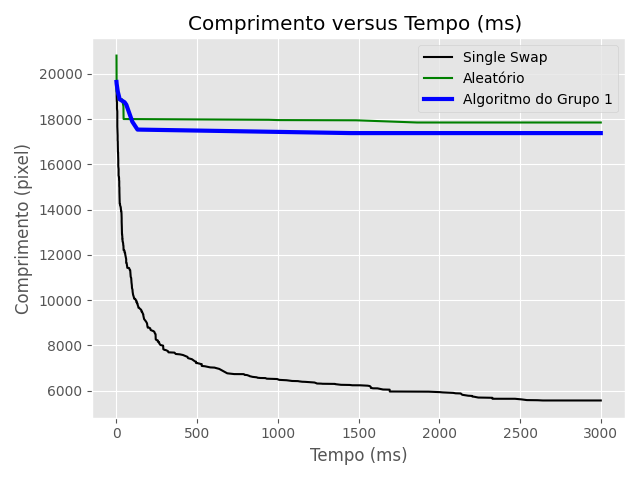 Comprimento versus Tempo (ms)
Single Swap
Aleatório
Algoritmo do Grupo 1
Comprimento (pixel)
20000
18000
16000
14000
12000
10000
8000
6000
0
500
1000
1500
2000
2500
3000
Tempo (ms)